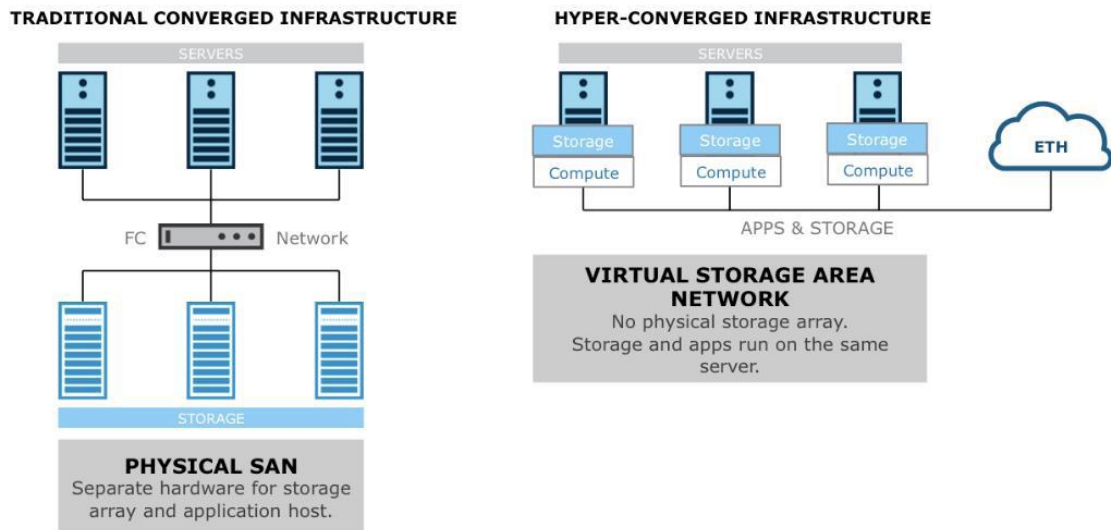 TRADITIONAL CONVERGED INFRASTRUCTURE
SERVERS
FC
Network
STORAGE
PHYSICAL SAN
Separate hardware for storage
array and application host.
HYPER-CONVERGED INFRASTRUCTURE
SERVERS
Storage
Compute
Storage
Compute
Storage
Compute
ETH
APPS & STORAGE
VIRTUAL STORAGE AREA
NETWORK
No physical storage array.
Storage and apps run on the same
server.